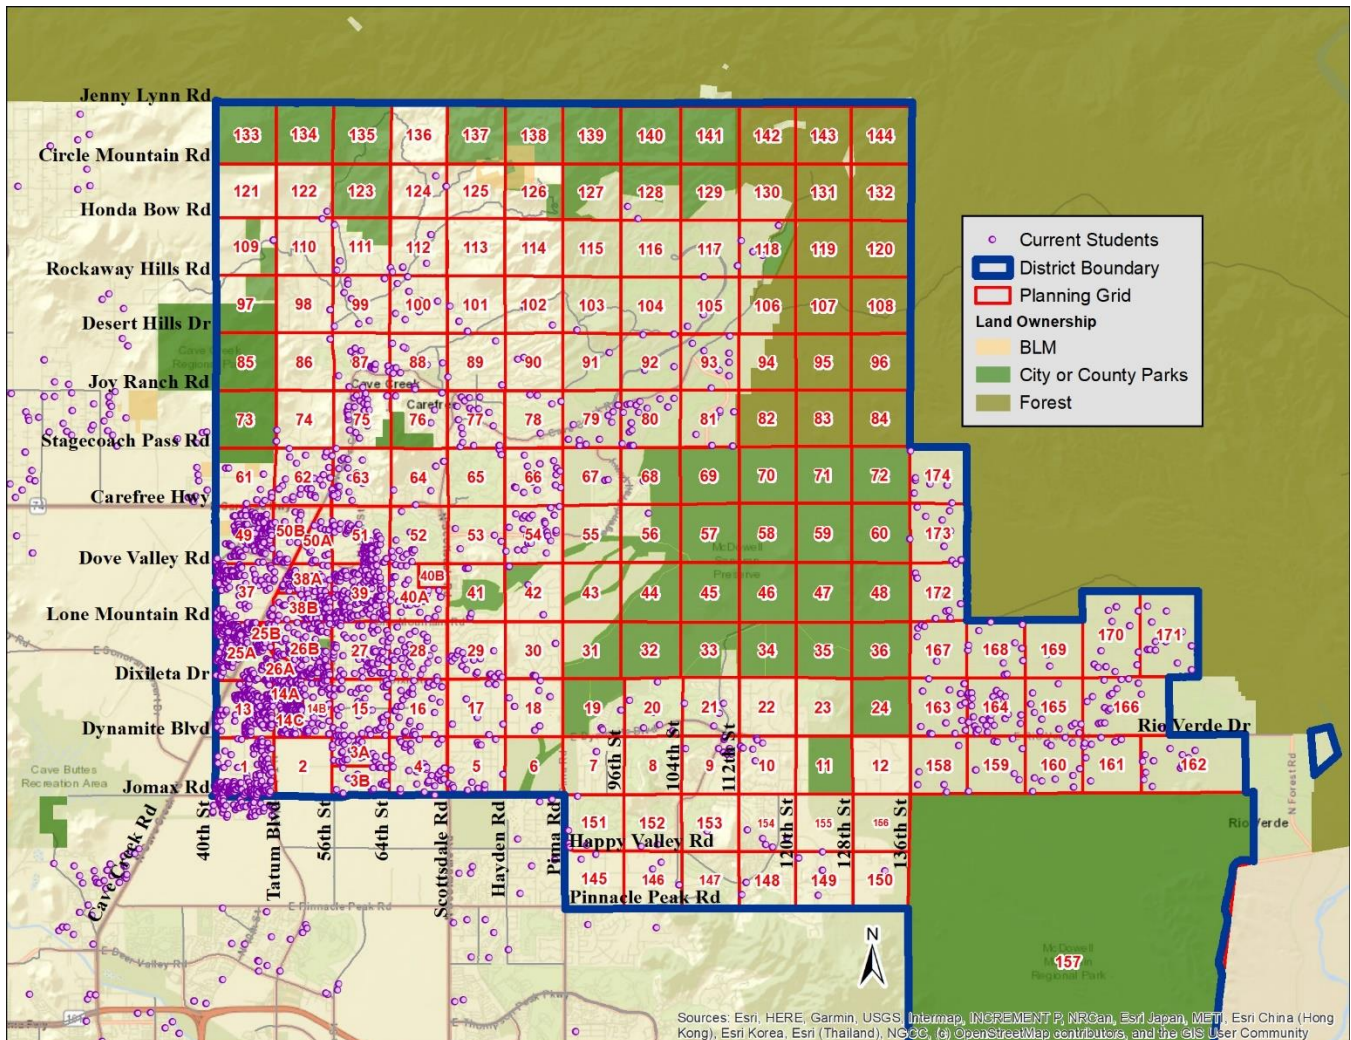 Jenny Lynn Rd
133 134 135 136 137 138 139 140 141 142 143 144
Circle Mountain Rd
121 122 123 124 125 126 127 128 129 130 131 132
Honda Bow Rd
109 110 111 112 113 114 115 116 117 118 119 120
Rockaway Hills Rd
97 98 99 100 101 102 103 104 105 106 107 108
Desert Hills Dr
85 86 87 88 89 90 91 92 93 94 95 96
Cave Creek
Joy Ranch Rd
Carefree
73 74 75 76 77 78 79 80 81 82 83 84
Stagecoach Pass Rd
61 62 63 64 65 66 67 68 69 70 71 72 174
Carefree Hwy
49 50B 50A 51 52 53 54 55 56 57 58 59 60 173
Dove Valley Rd
McDowell
Preserve
37 38A 38B 39 40A 40B 41 42 43 44 45 46 47 48 172
Lone Mountain Rd
25A 25B 26A 26B 27 28 29 30 31 32 33 34 35 36 167 168 169 170 171
Dixileta Dr
13 14A 14B 14C 15 16 17 18 19 20 21 22 23 24 163 164 165 166
Dynamite Blvd
Rio Verde Dr
1 2 3A 3B 4 5 6 7 8 9 10 11 12 158 159 160 161 162
Jomax Rd
Cave Buttes
Recreation Area
40th St
Tatum Blvd
56th St
64th St
Scottsdale Rd
Hayden Rd
Pima Rd
96th St
104th St
112th St
120th St
128th St
136th St
Cave Creek Rd
151 152 153 154 155 156
Happy Valley Rd
145 146 147 148 149 150
Pinnacle Peak Rd
E Pinnacle Peak Rd
E Deer Valley Rd
Rio Verde
N Forest Rd
McDowell
Mountain
Regional Park
157
N
Current Students
District Boundary
Planning Grid
Land Ownership
BLM
City or County Parks
Forest
Sources: Esri, HERE, Garmin, USGS, Intermap, INCREMENT P, NRCan, Esri Japan, METI, Esri China (Hong
Kong), Esri Korea, Esri (Thailand), NGCC, (c) OpenStreetMap contributors, and the GIS User Community